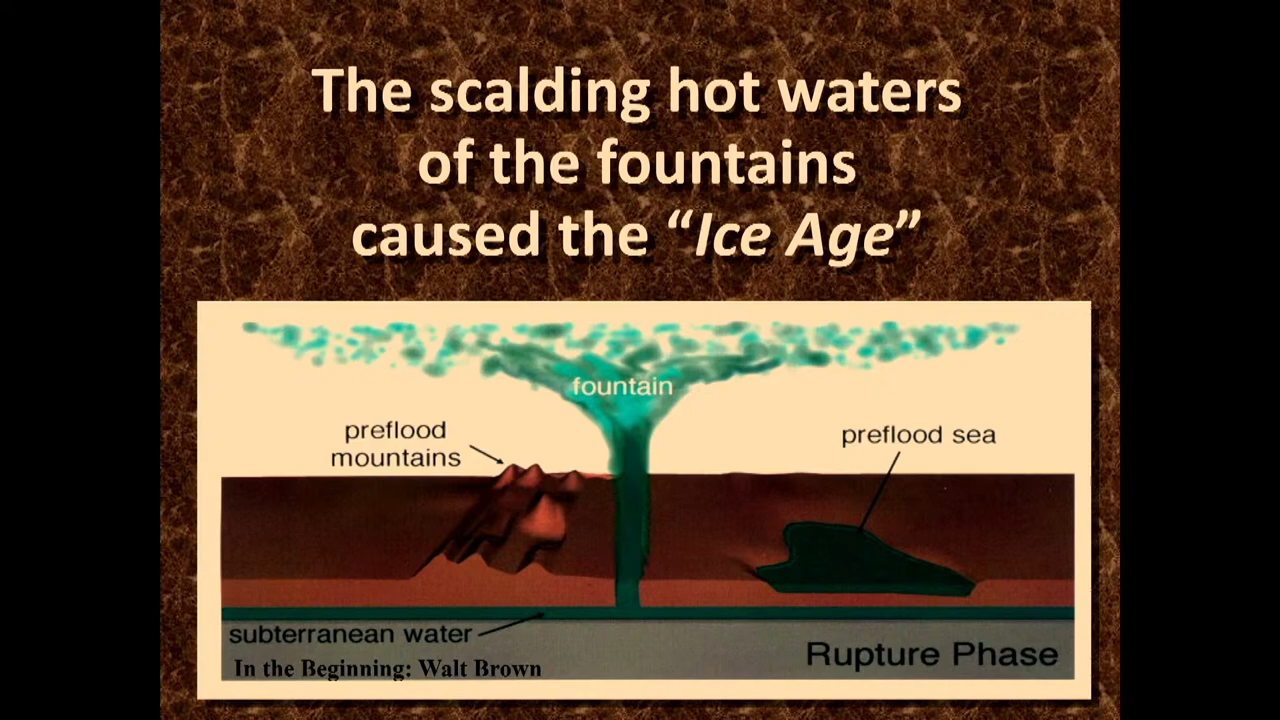 The scalding hot waters
of the fountains
caused the “Ice Age”
fountain
preflood
mountains
preflood sea
subterranean water
In the Beginning: Walt Brown
Rupture Phase